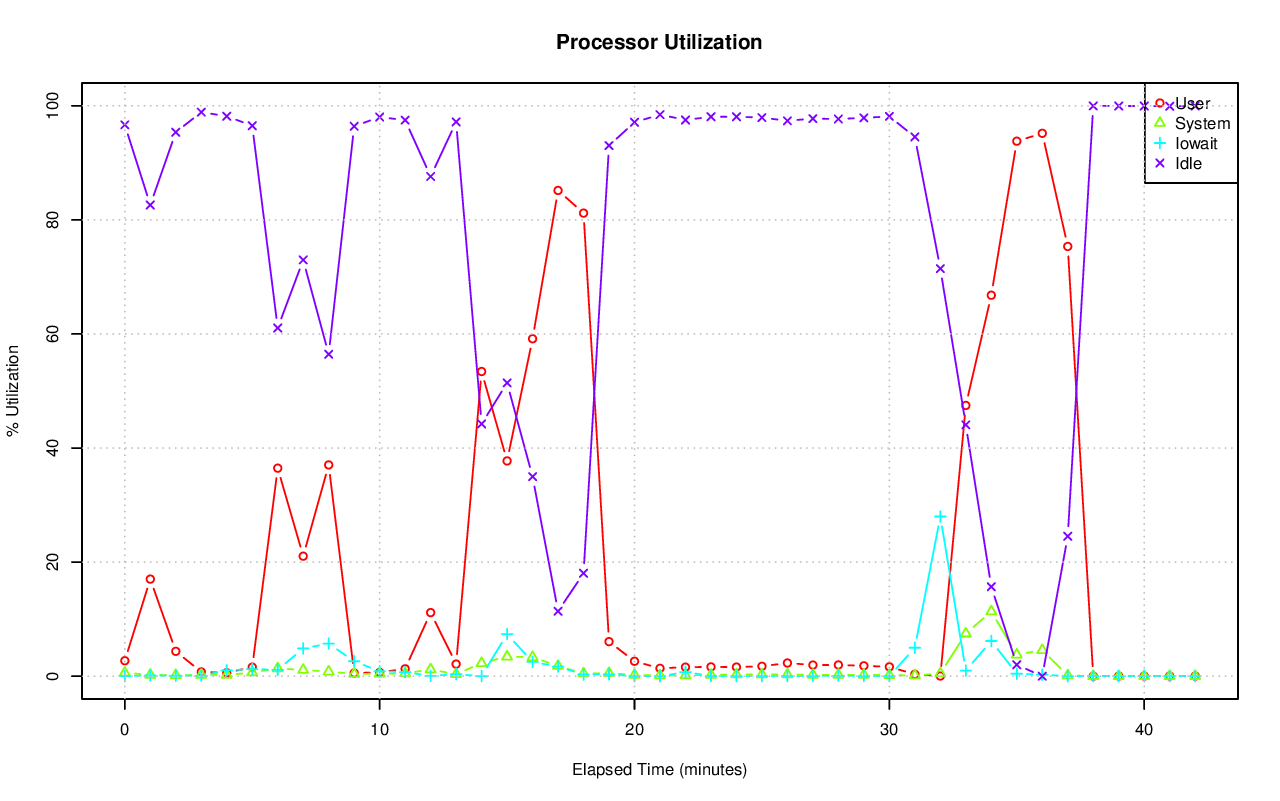 Processor Utilization
100
80
60
40
20
0
% Utilization
User
System
Iowait
Idle
0 10 20 30 40
Elapsed Time (minutes)